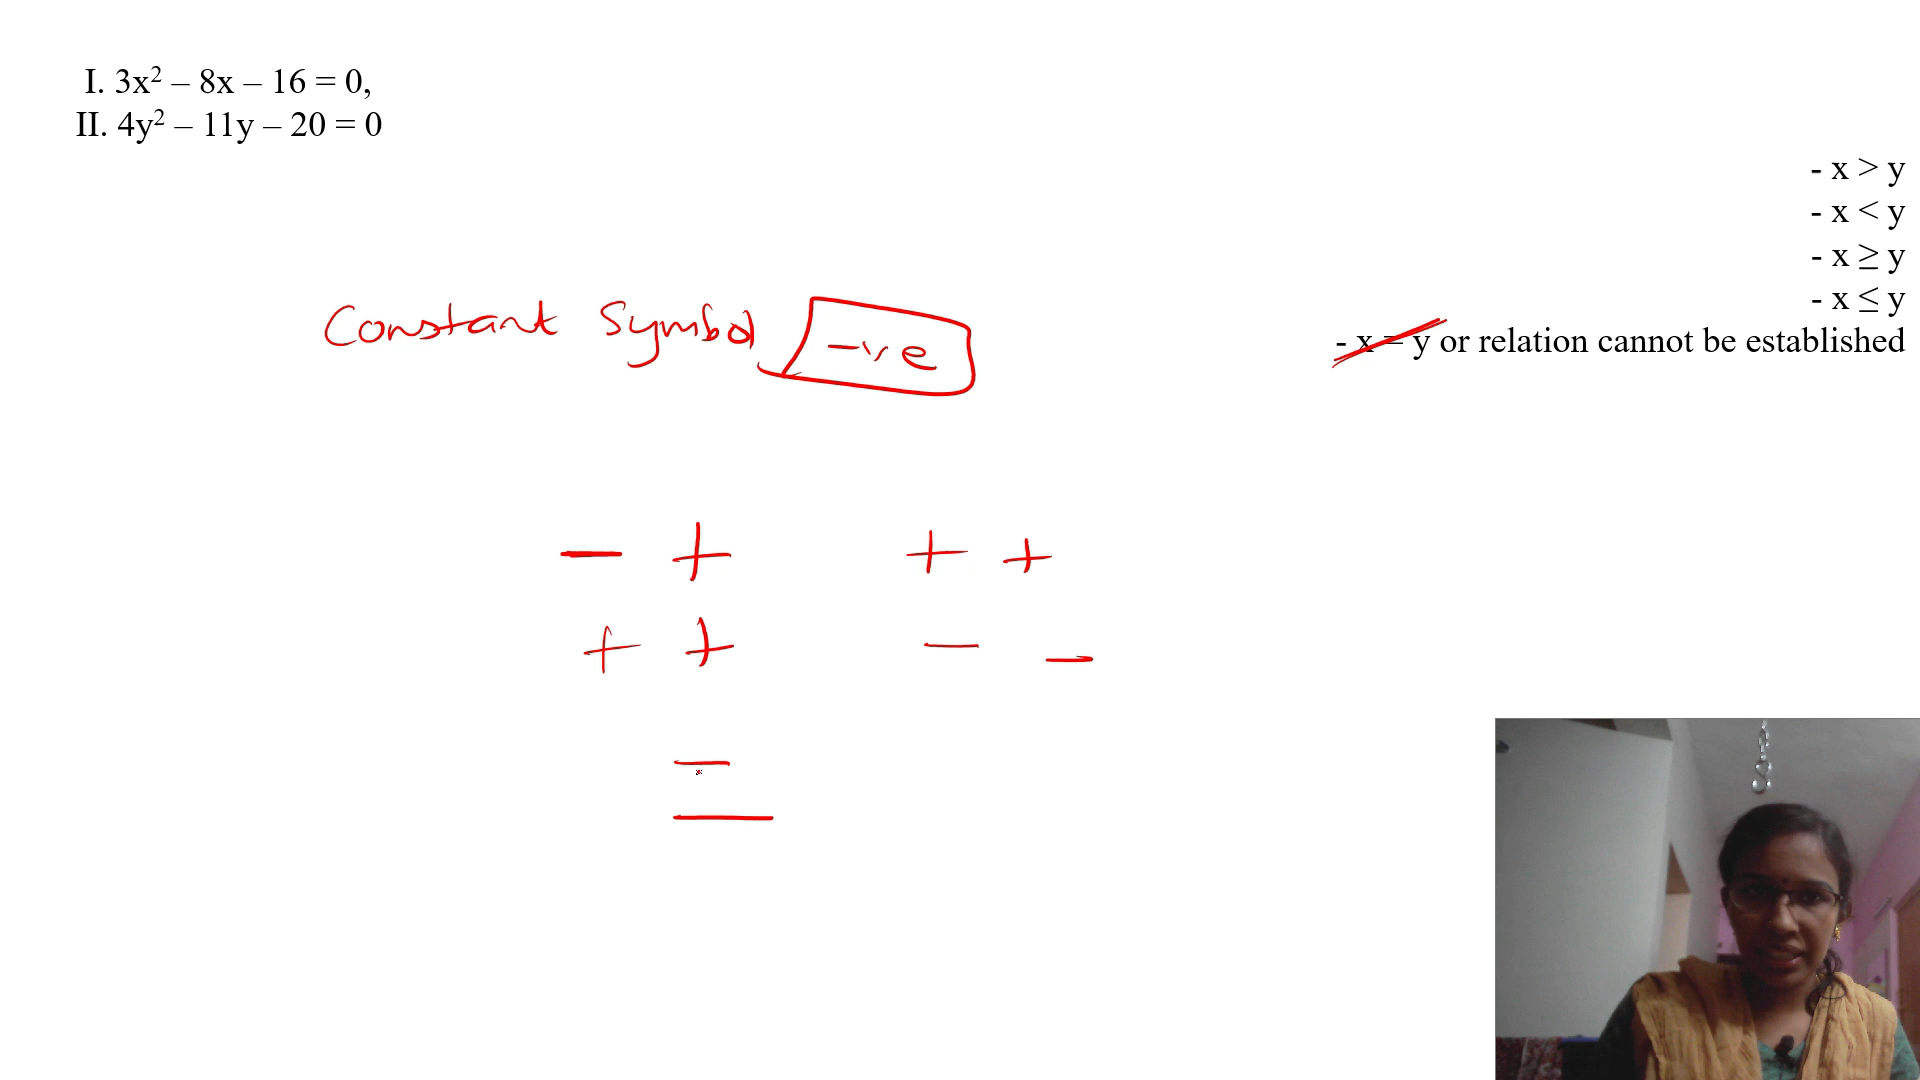 I. 3x² – 8x – 16 = 0,
II. 4y² – 11y – 20 = 0
- x > y
- x < y
- x ≥ y
- x ≤ y
- x = y or relation cannot be established
Constant Symbol -ve
- + + +
+ + - -
-